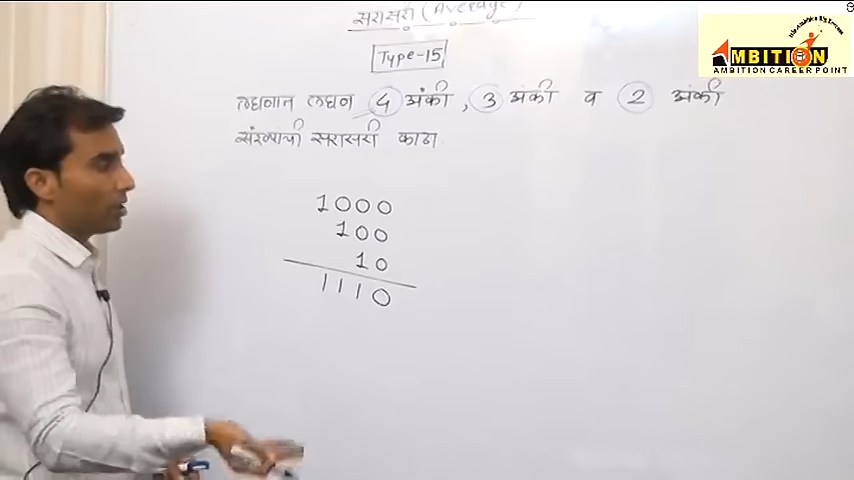 सरासरी (Average)
Type-15
लहानात लहान 4 अंकी , 3 अंकी व 2 अंकी
संख्याची सरासरी काढा
1000
100
10
1110
AMBITION
AMBITION CAREER POINT